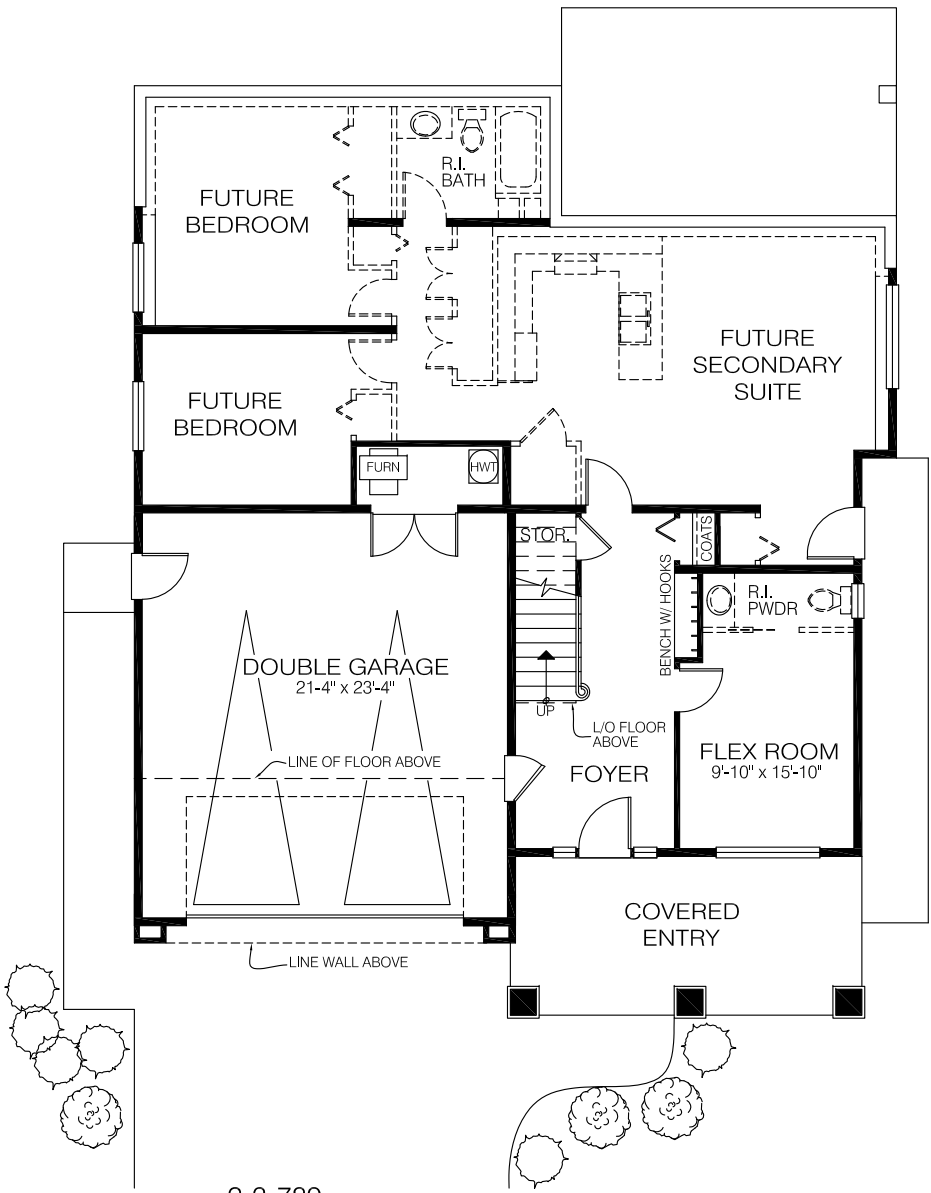 R.I.
BATH
FUTURE
BEDROOM
FUTURE
SECONDARY
SUITE
FUTURE
BEDROOM
FURN
HWT
STOR.
COATS
BENCH W/ HOOKS
R.I.
PWDR
DOUBLE GARAGE
21'-4" x 23'-4"
UP
L/O FLOOR
ABOVE
LINE OF FLOOR ABOVE
FOYER
FLEX ROOM
9'-10" x 15'-10"
COVERED
ENTRY
LINE WALL ABOVE